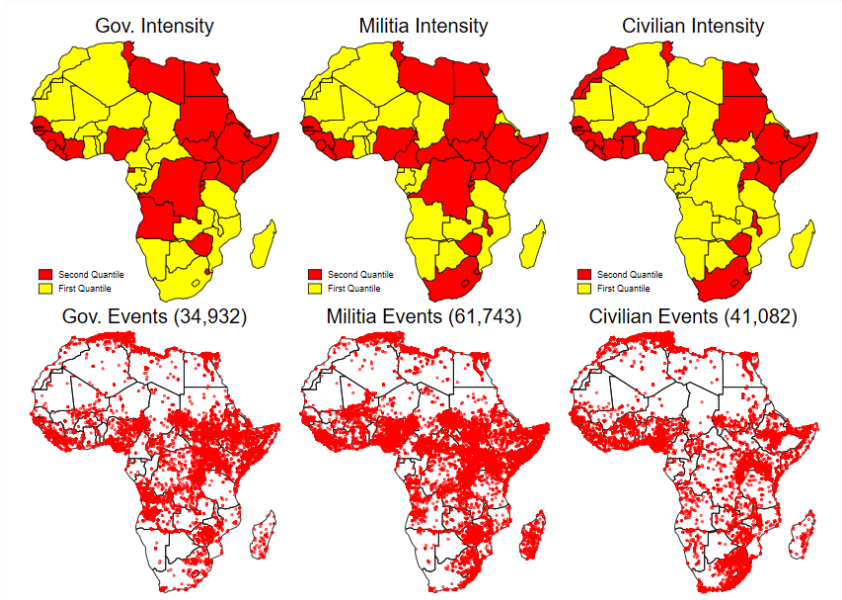 Gov. Intensity
Militia Intensity
Civilian Intensity
Second Quantile
First Quantile
Second Quantile
First Quantile
Second Quantile
First Quantile
Gov. Events (34,932)
Militia Events (61,743)
Civilian Events (41,082)